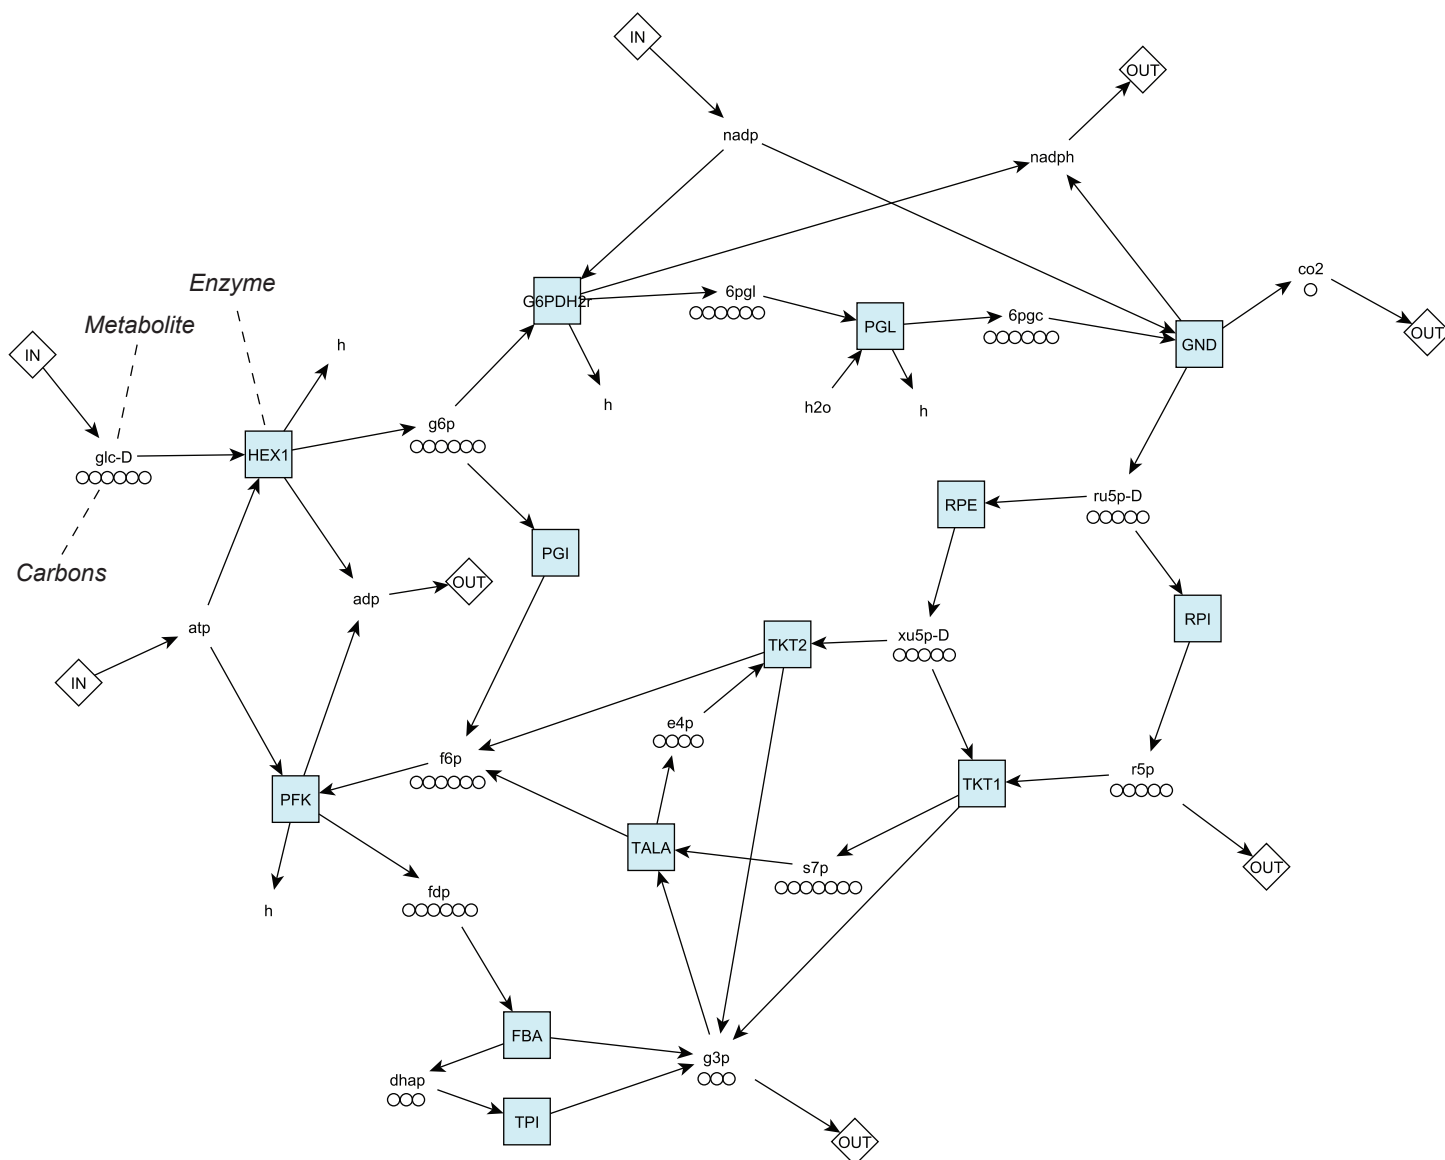 IN
OUT
nadp
nadph
Enzyme
co2
Metabolite
G6PDH2r
6pgl
6pgc
PGL
OUT
GND
IN
h
h
h2o
h
g6p
glc-D
HEX1
RPE
ru5p-D
PGI
Carbons
OUT
adp
atp
RPI
IN
TKT2
xu5p-D
e4p
f6p
r5p
PFK
TKT1
TALA
s7p
OUT
fdp
h
FBA
g3p
dhap
TPI
OUT